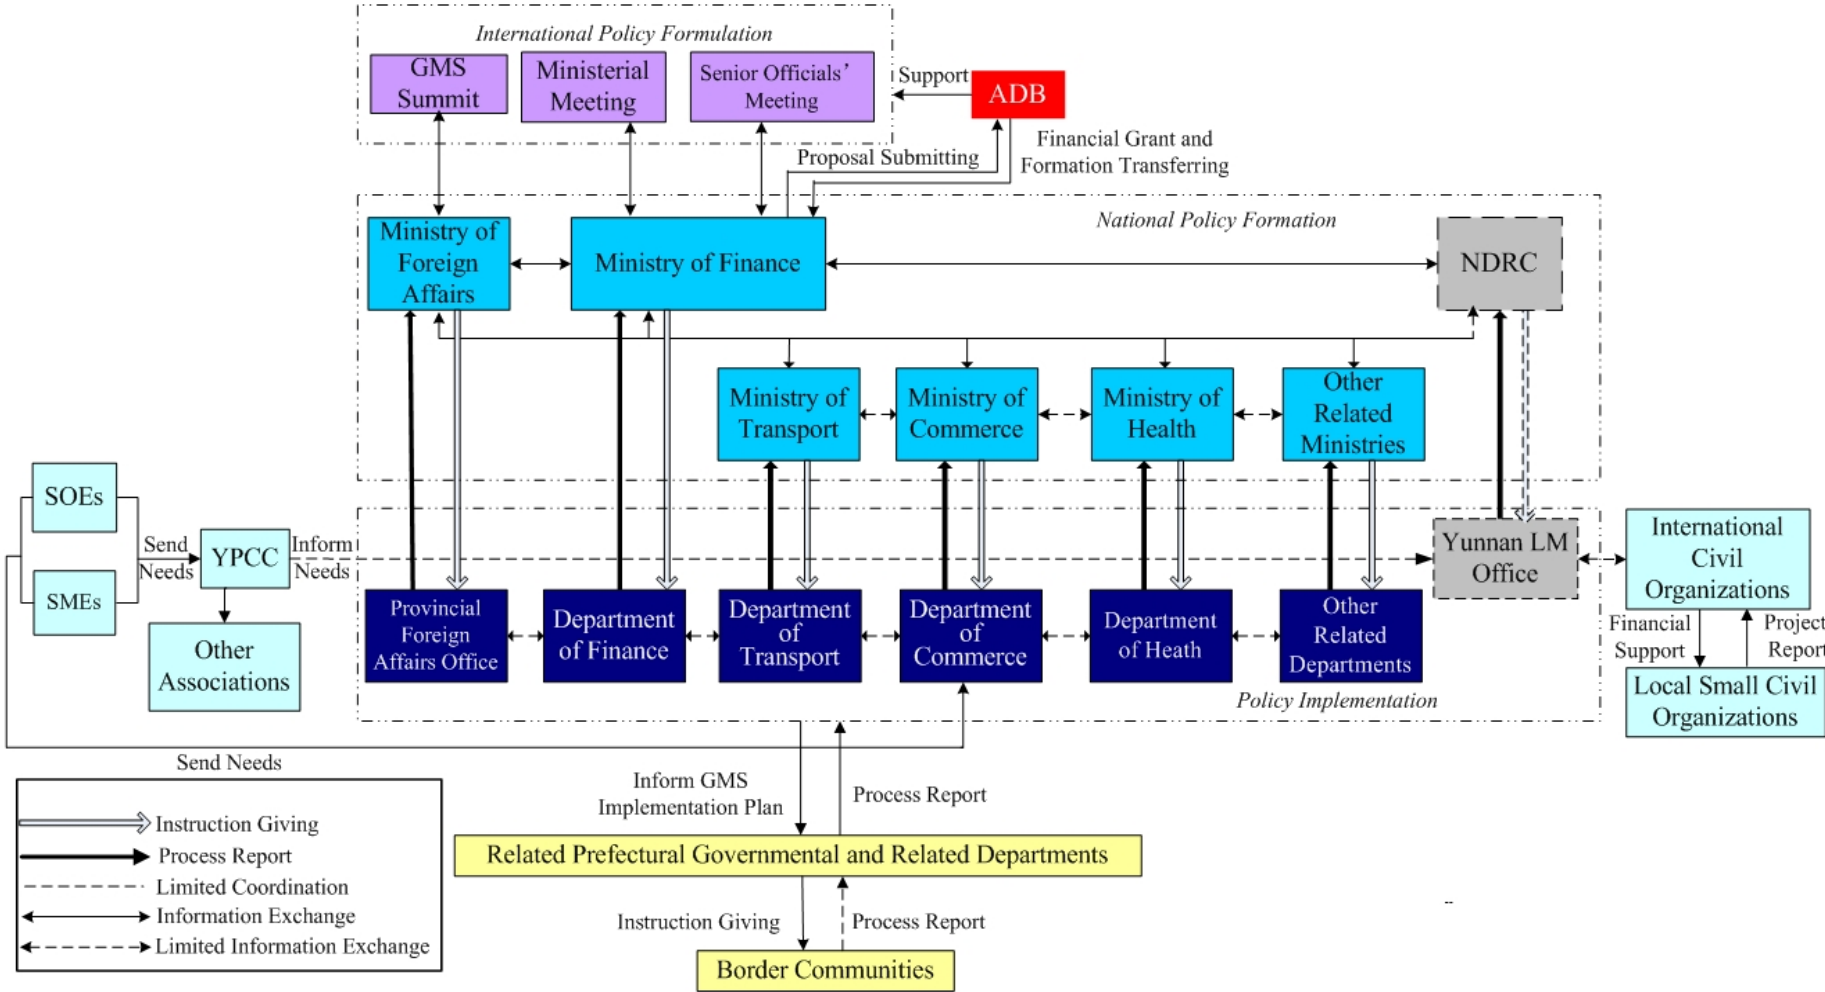 International Policy Formulation
GMS
Summit
Ministerial
Meeting
Senior Officials’
Meeting
Support
ADB
Proposal Submitting
Financial Grant and
Formation Transferring
National Policy Formation
Ministry of
Foreign
Affairs
Ministry of Finance
NDRC
Ministry of
Transport
Ministry of
Commerce
Ministry of
Health
Other
Related
Ministries
SOEs
SMEs
Send
Needs
YPCC
Inform
Needs
Other
Associations
Yunnan LM
Office
International
Civil
Organizations
Financial
Support
Project
Report
Local Small Civil
Organizations
Provincial
Foreign
Affairs Office
Department
of Finance
Department
of
Transport
Department
of
Commerce
Department
of Heath
Other
Related
Departments
Policy Implementation
Send Needs
Inform GMS
Implementation Plan
Process Report
Related Prefectural Governmental and Related Departments
Instruction Giving
Process Report
Border Communities
Instruction Giving
Process Report
Limited Coordination
Information Exchange
Limited Information Exchange
--